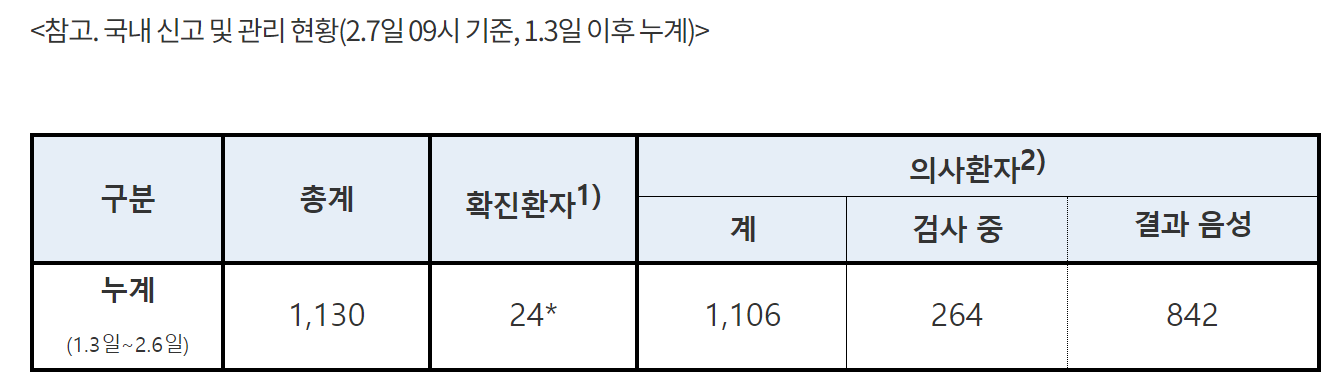 <참고. 국내 신고 및 관리 현황(2.7일 09시 기준, 1.3일 이후 누계)>
구분 총계 확진환자1) 의사환자2)
계 검사 중 결과 음성
누계
(1.3일~2.6일) 1,130 24* 1,106 264 842